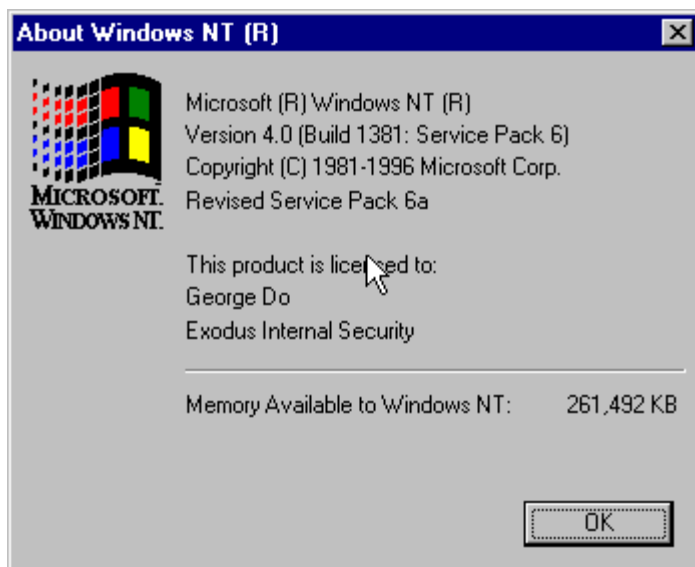 About Windows NT (R)
MICROSOFT.
WINDOWS NT.
Microsoft (R) Windows NT (R)
Version 4.0 (Build 1381: Service Pack 6)
Copyright (C) 1981-1996 Microsoft Corp.
Revised Service Pack 6a
This product is licensed to:
George Do
Exodus Internal Security
Memory Available to Windows NT: 261,492 KB
OK